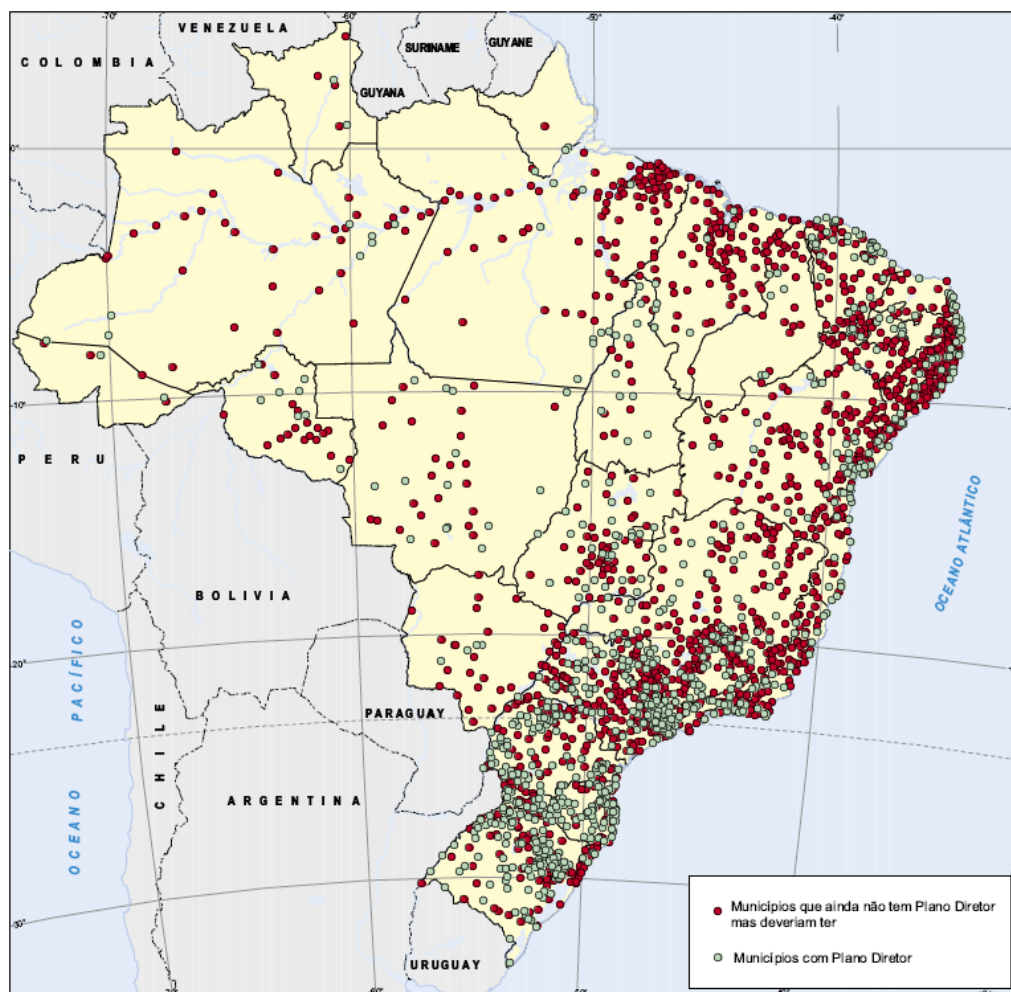 -70°
-60°
-50°
-40°
VENEZUELA
SURINAME
GUYANE
COLOMBIA
GUYANA
0°
-10°
PERU
OCEANO ATLÂNTICO
BOLIVIA
-20°
OCEANO PACÍFICO
PARAGUAY
CHILE
ARGENTINA
Municípios que ainda não tem Plano Diretor
mas deveriam ter
Municípios com Plano Diretor
URUGUAY